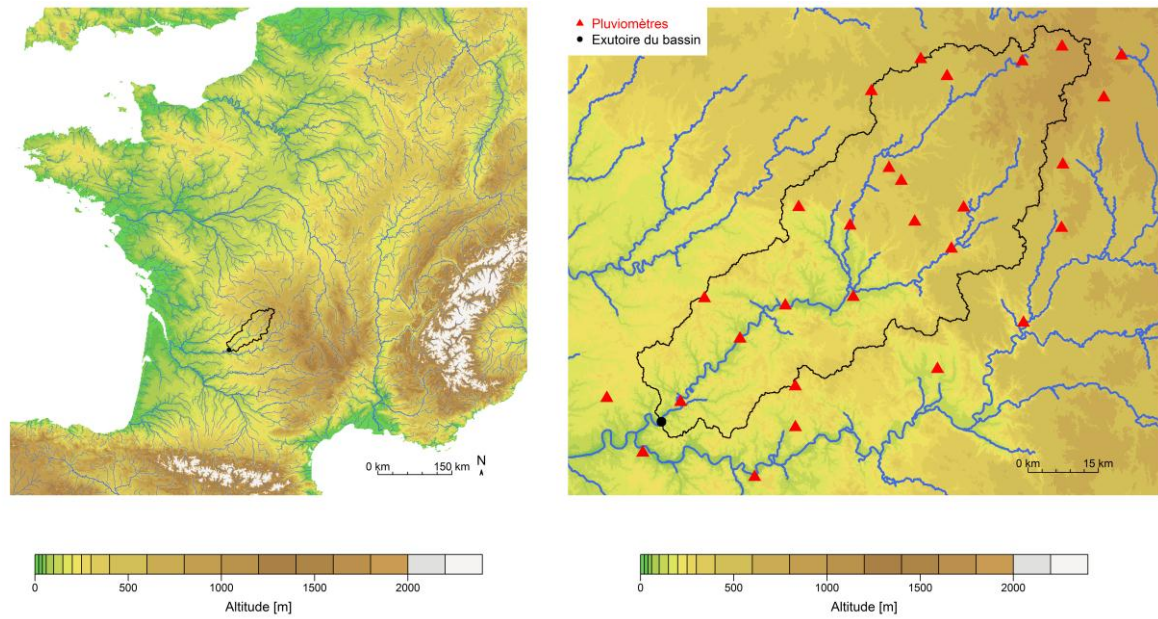 Pluviomètres
Exutoire du bassin
0 km 150 km
N
0 km 15 km
0 500 1000 1500 2000
Altitude [m]
0 500 1000 1500 2000
Altitude [m]